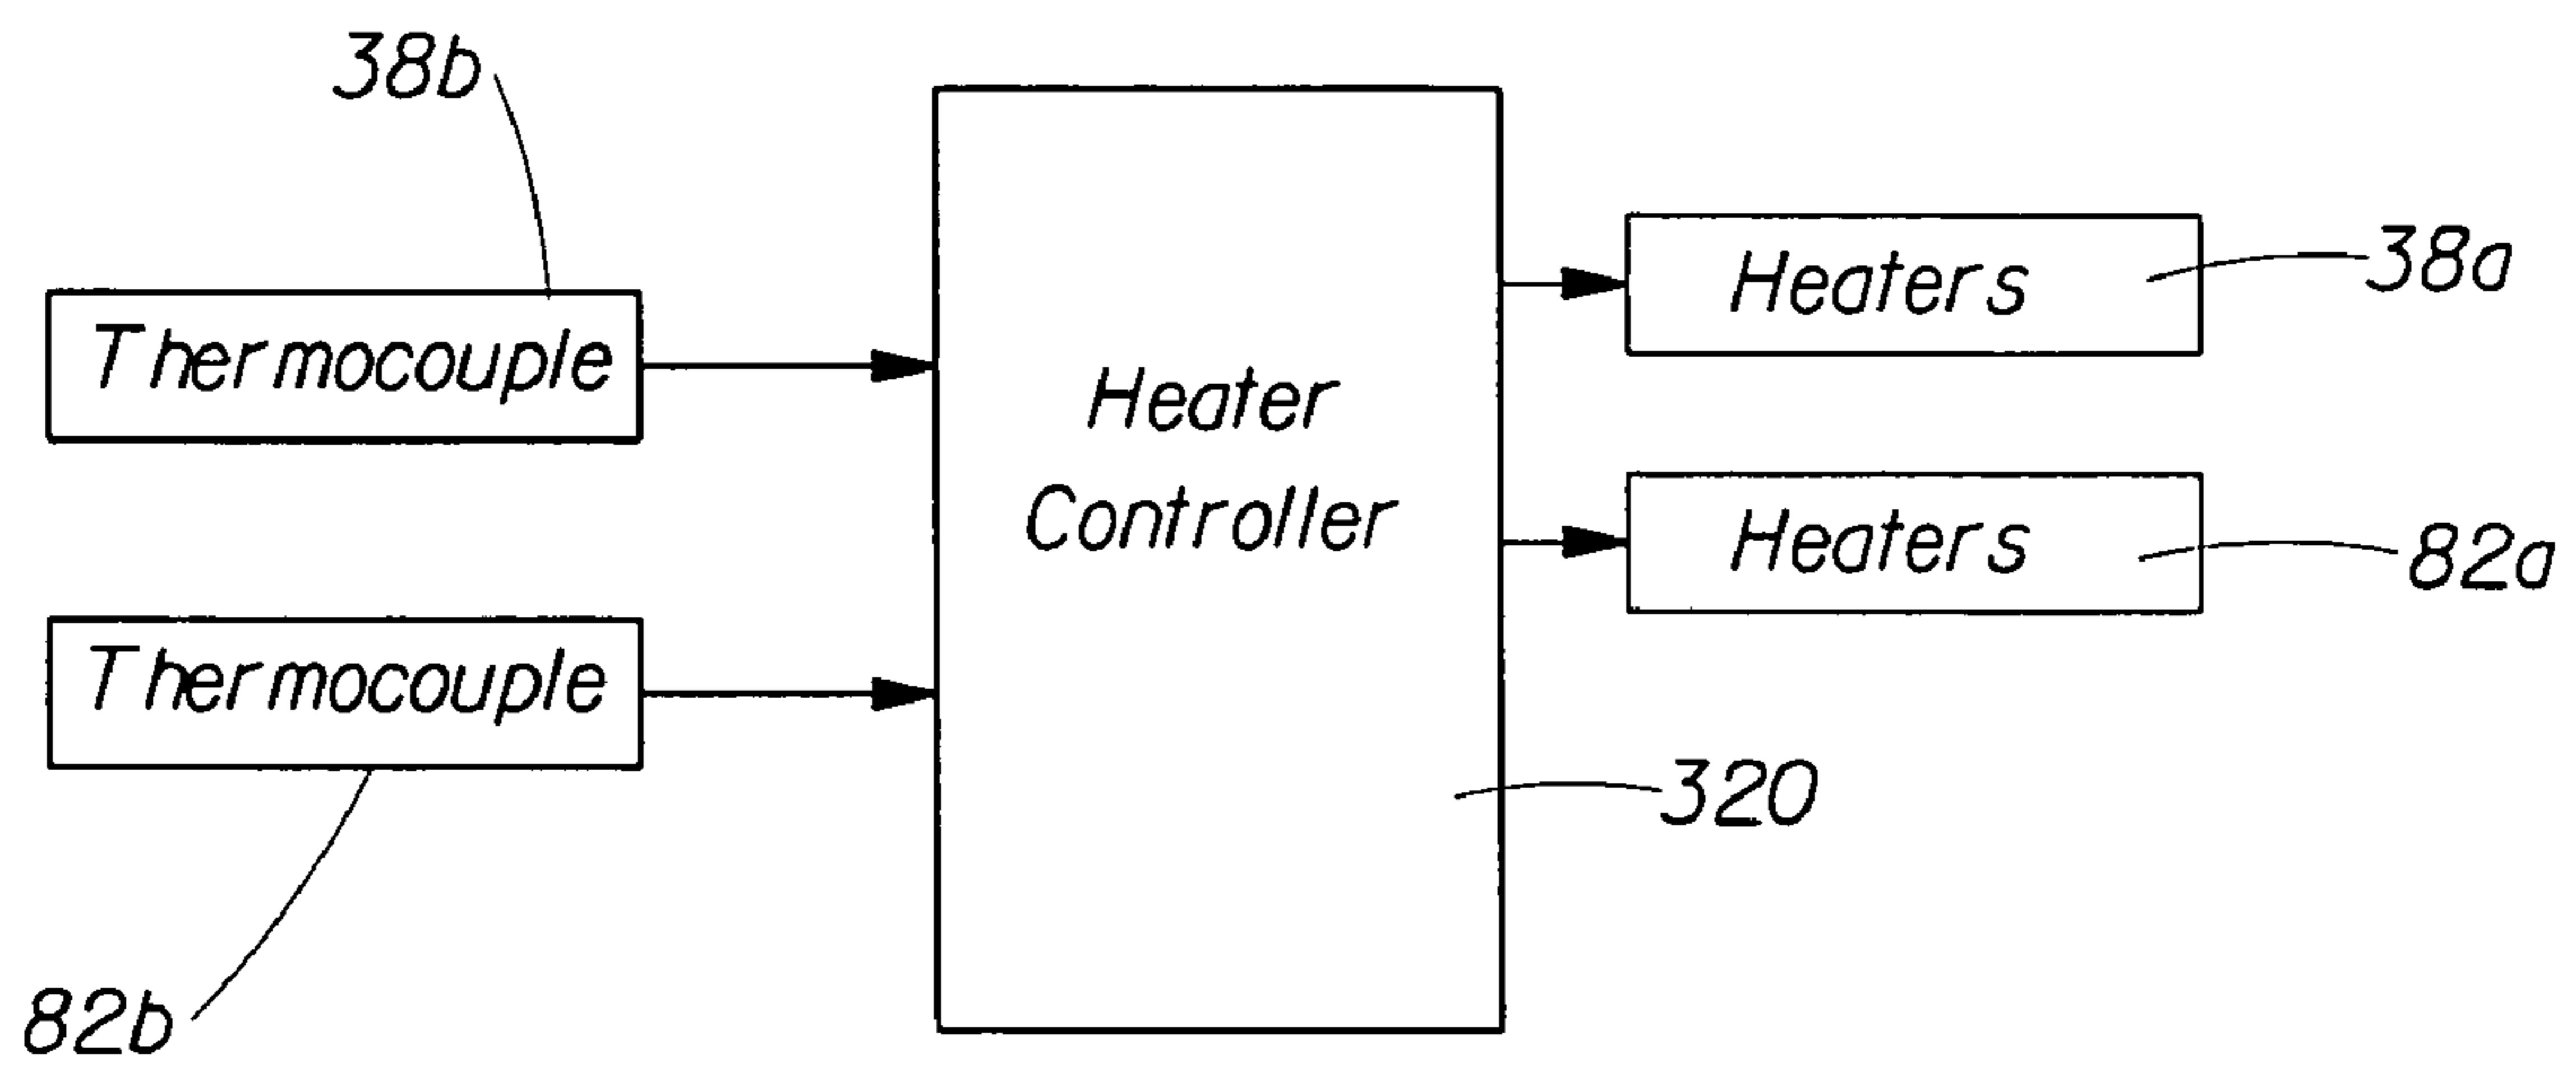 38b
Thermocouple
Heater
Controller
Heaters
38a
Heaters
82a
Thermocouple
320
82b